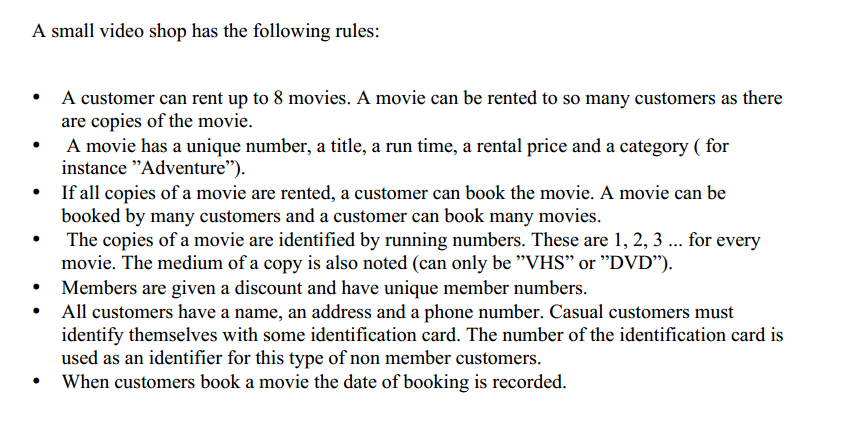 A small video shop has the following rules:
• A customer can rent up to 8 movies. A movie can be rented to so many customers as there
are copies of the movie.
• A movie has a unique number, a title, a run time, a rental price and a category ( for
instance ”Adventure”).
• If all copies of a movie are rented, a customer can book the movie. A movie can be
booked by many customers and a customer can book many movies.
• The copies of a movie are identified by running numbers. These are 1, 2, 3 ... for every
movie. The medium of a copy is also noted (can only be ”VHS” or ”DVD”).
• Members are given a discount and have unique member numbers.
• All customers have a name, an address and a phone number. Casual customers must
identify themselves with some identification card. The number of the identification card is
used as an identifier for this type of non member customers.
• When customers book a movie the date of booking is recorded.